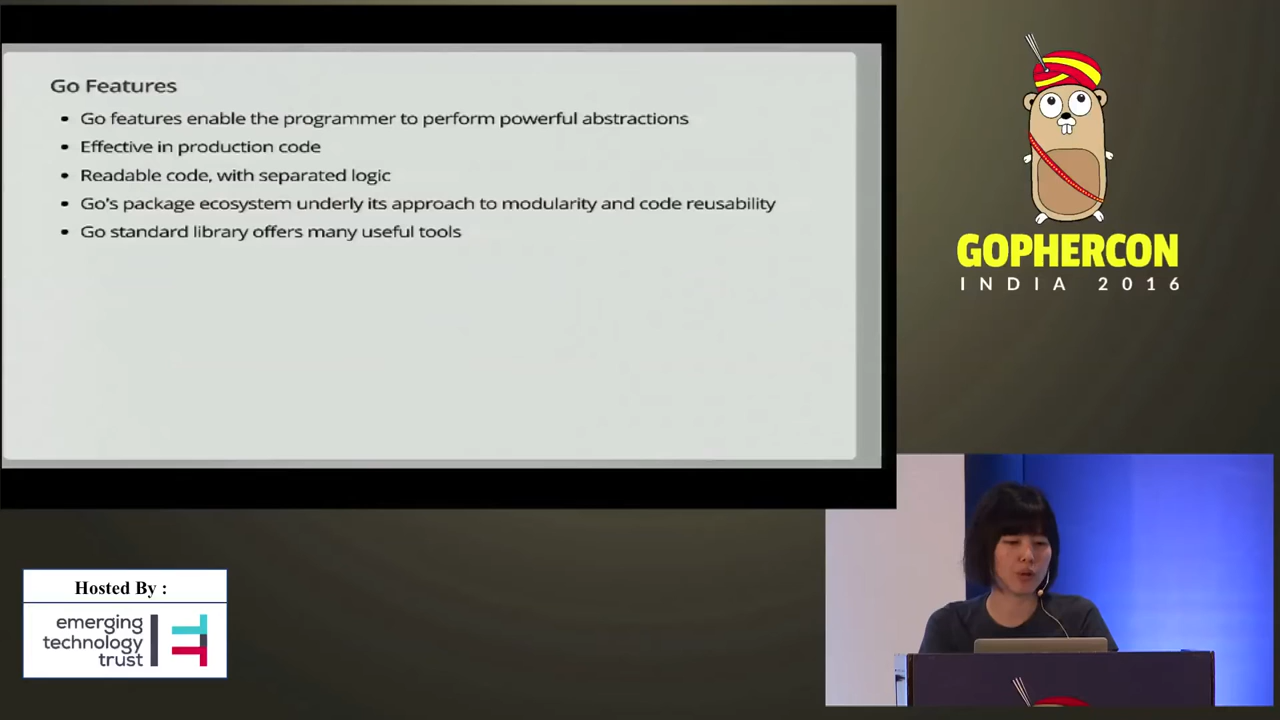 Go Features
• Go features enable the programmer to perform powerful abstractions
• Effective in production code
• Readable code, with separated logic
• Go's package ecosystem underly its approach to modularity and code reusability
• Go standard library offers many useful tools
GOPHERCON
INDIA 2016
Hosted By :
emerging
technology
trust